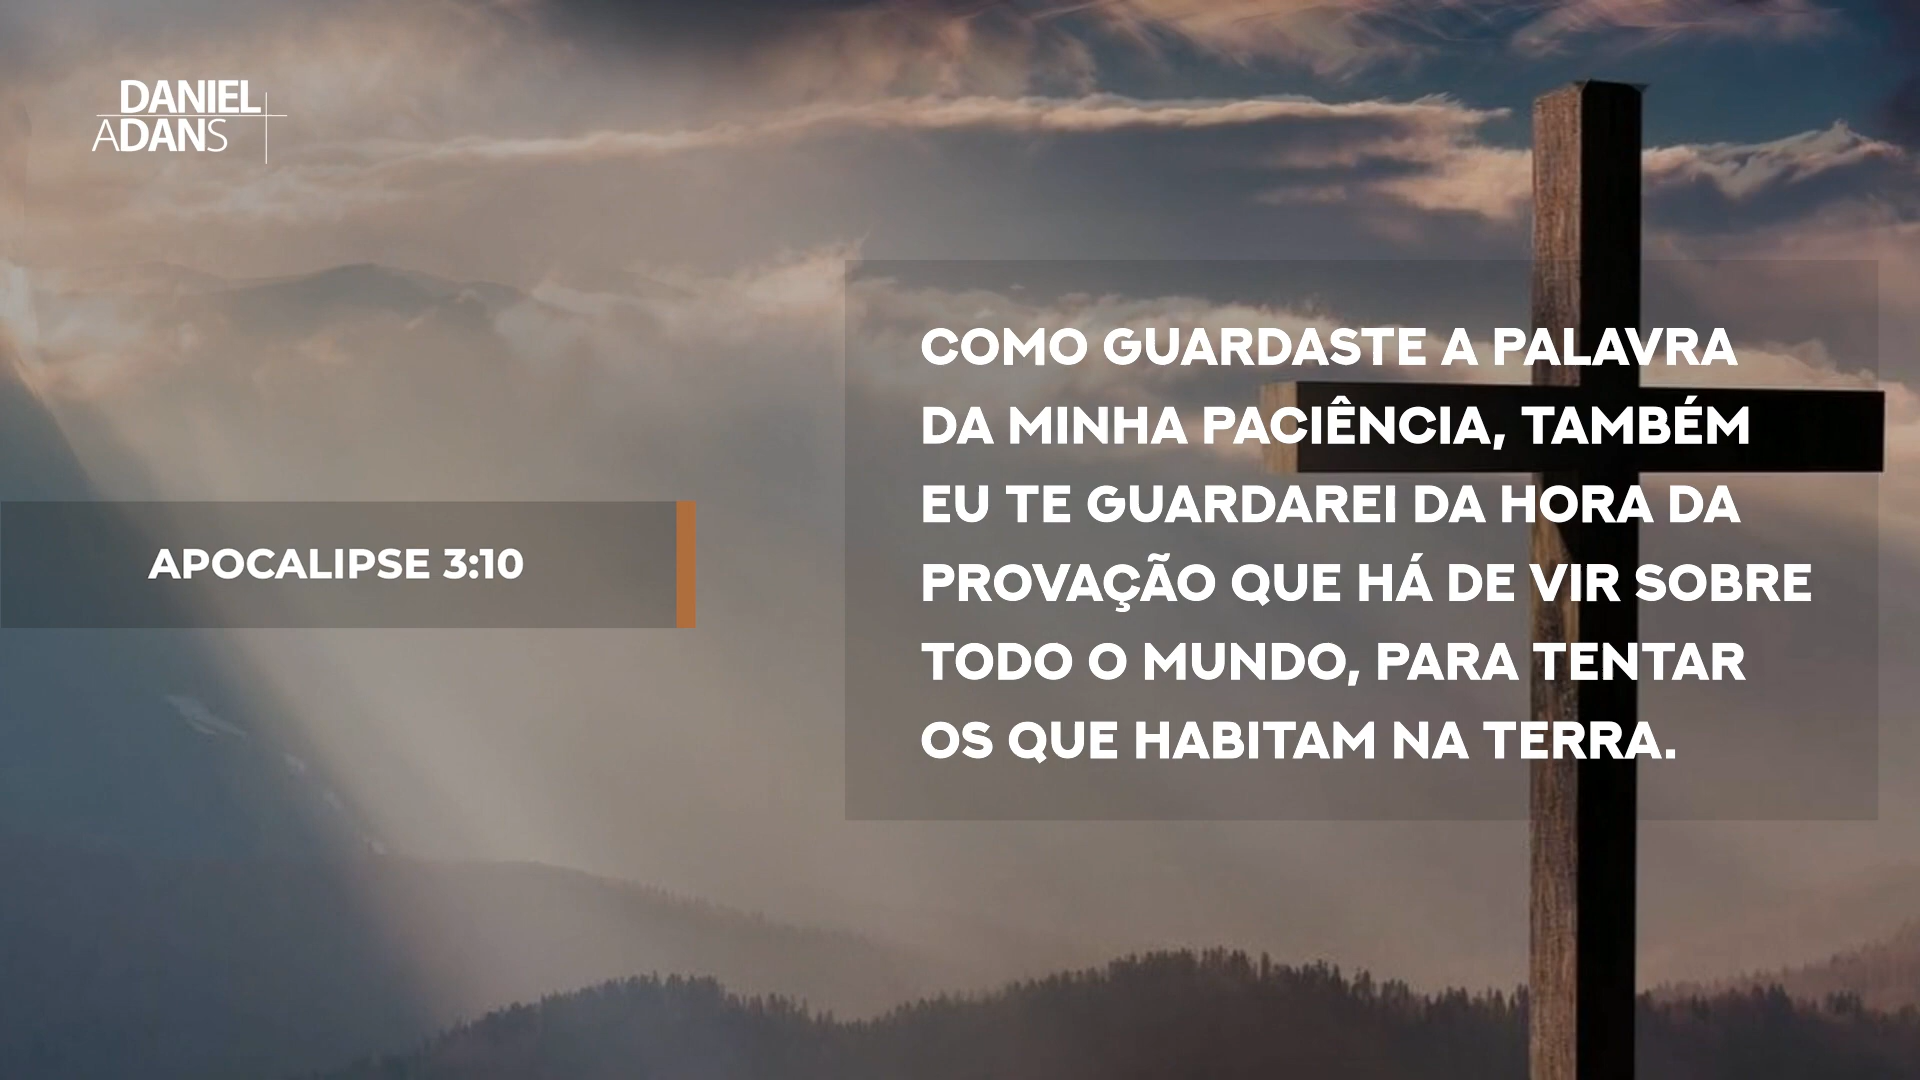 DANIEL
ADANS
APOCALIPSE 3:10
COMO GUARDASTE A PALAVRA
DA MINHA PACIÊNCIA, TAMBÉM
EU TE GUARDAREI DA HORA DA
PROVAÇÃO QUE HÁ DE VIR SOBRE
TODO O MUNDO, PARA TENTAR
OS QUE HABITAM NA TERRA.